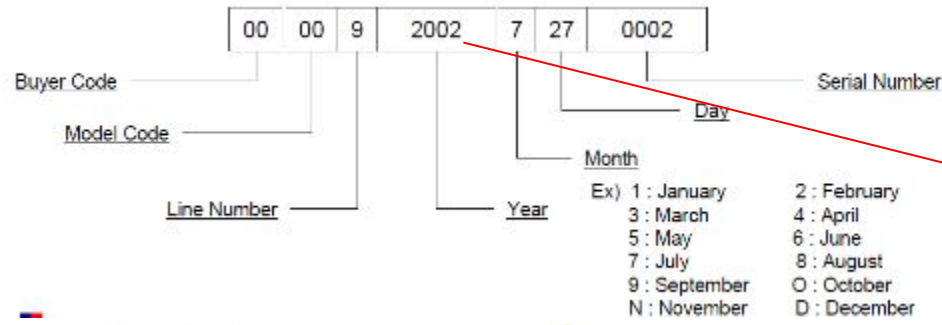 00 00 9 2002 7 27 0002
Buyer Code
Serial Number
Day
Model Code
Month
Ex) 1 : January 2 : February
Line Number
Year
3 : March 4 : April
5 : May 6 : June
7 : July 8 : August
9 : September O : October
N : November D : December